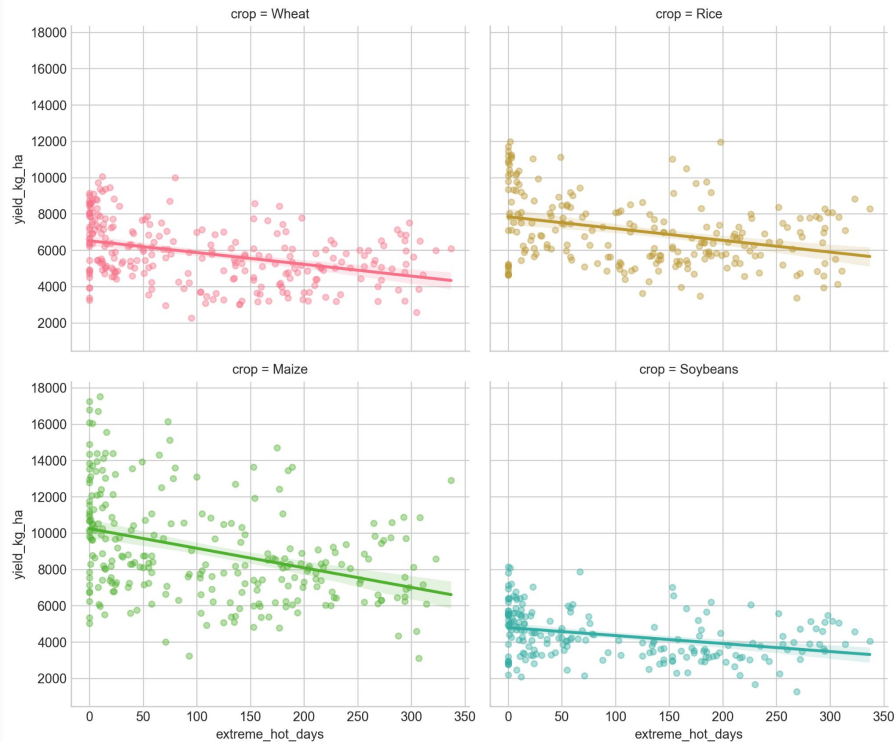 crop = Wheat
crop = Rice
yield_kg_ha
18000
16000
14000
12000
10000
8000
6000
4000
2000
crop = Maize
crop = Soybeans
yield_kg_ha
18000
16000
14000
12000
10000
8000
6000
4000
2000
0 50 100 150 200 250 300 350
extreme_hot_days
0 50 100 150 200 250 300 350
extreme_hot_days